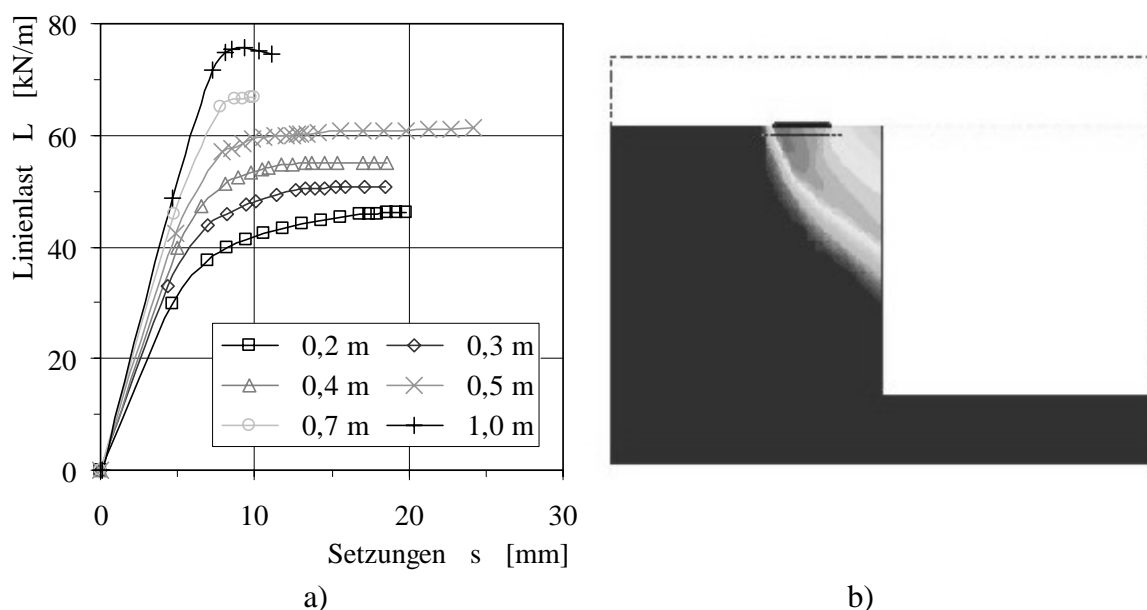 Linienlast L [kN/m]
80
60
40
20
0
0,2 m 0,3 m
0,4 m 0,5 m
0,7 m 1,0 m
0 10 20 30
Setzungen s [mm]
a) b)